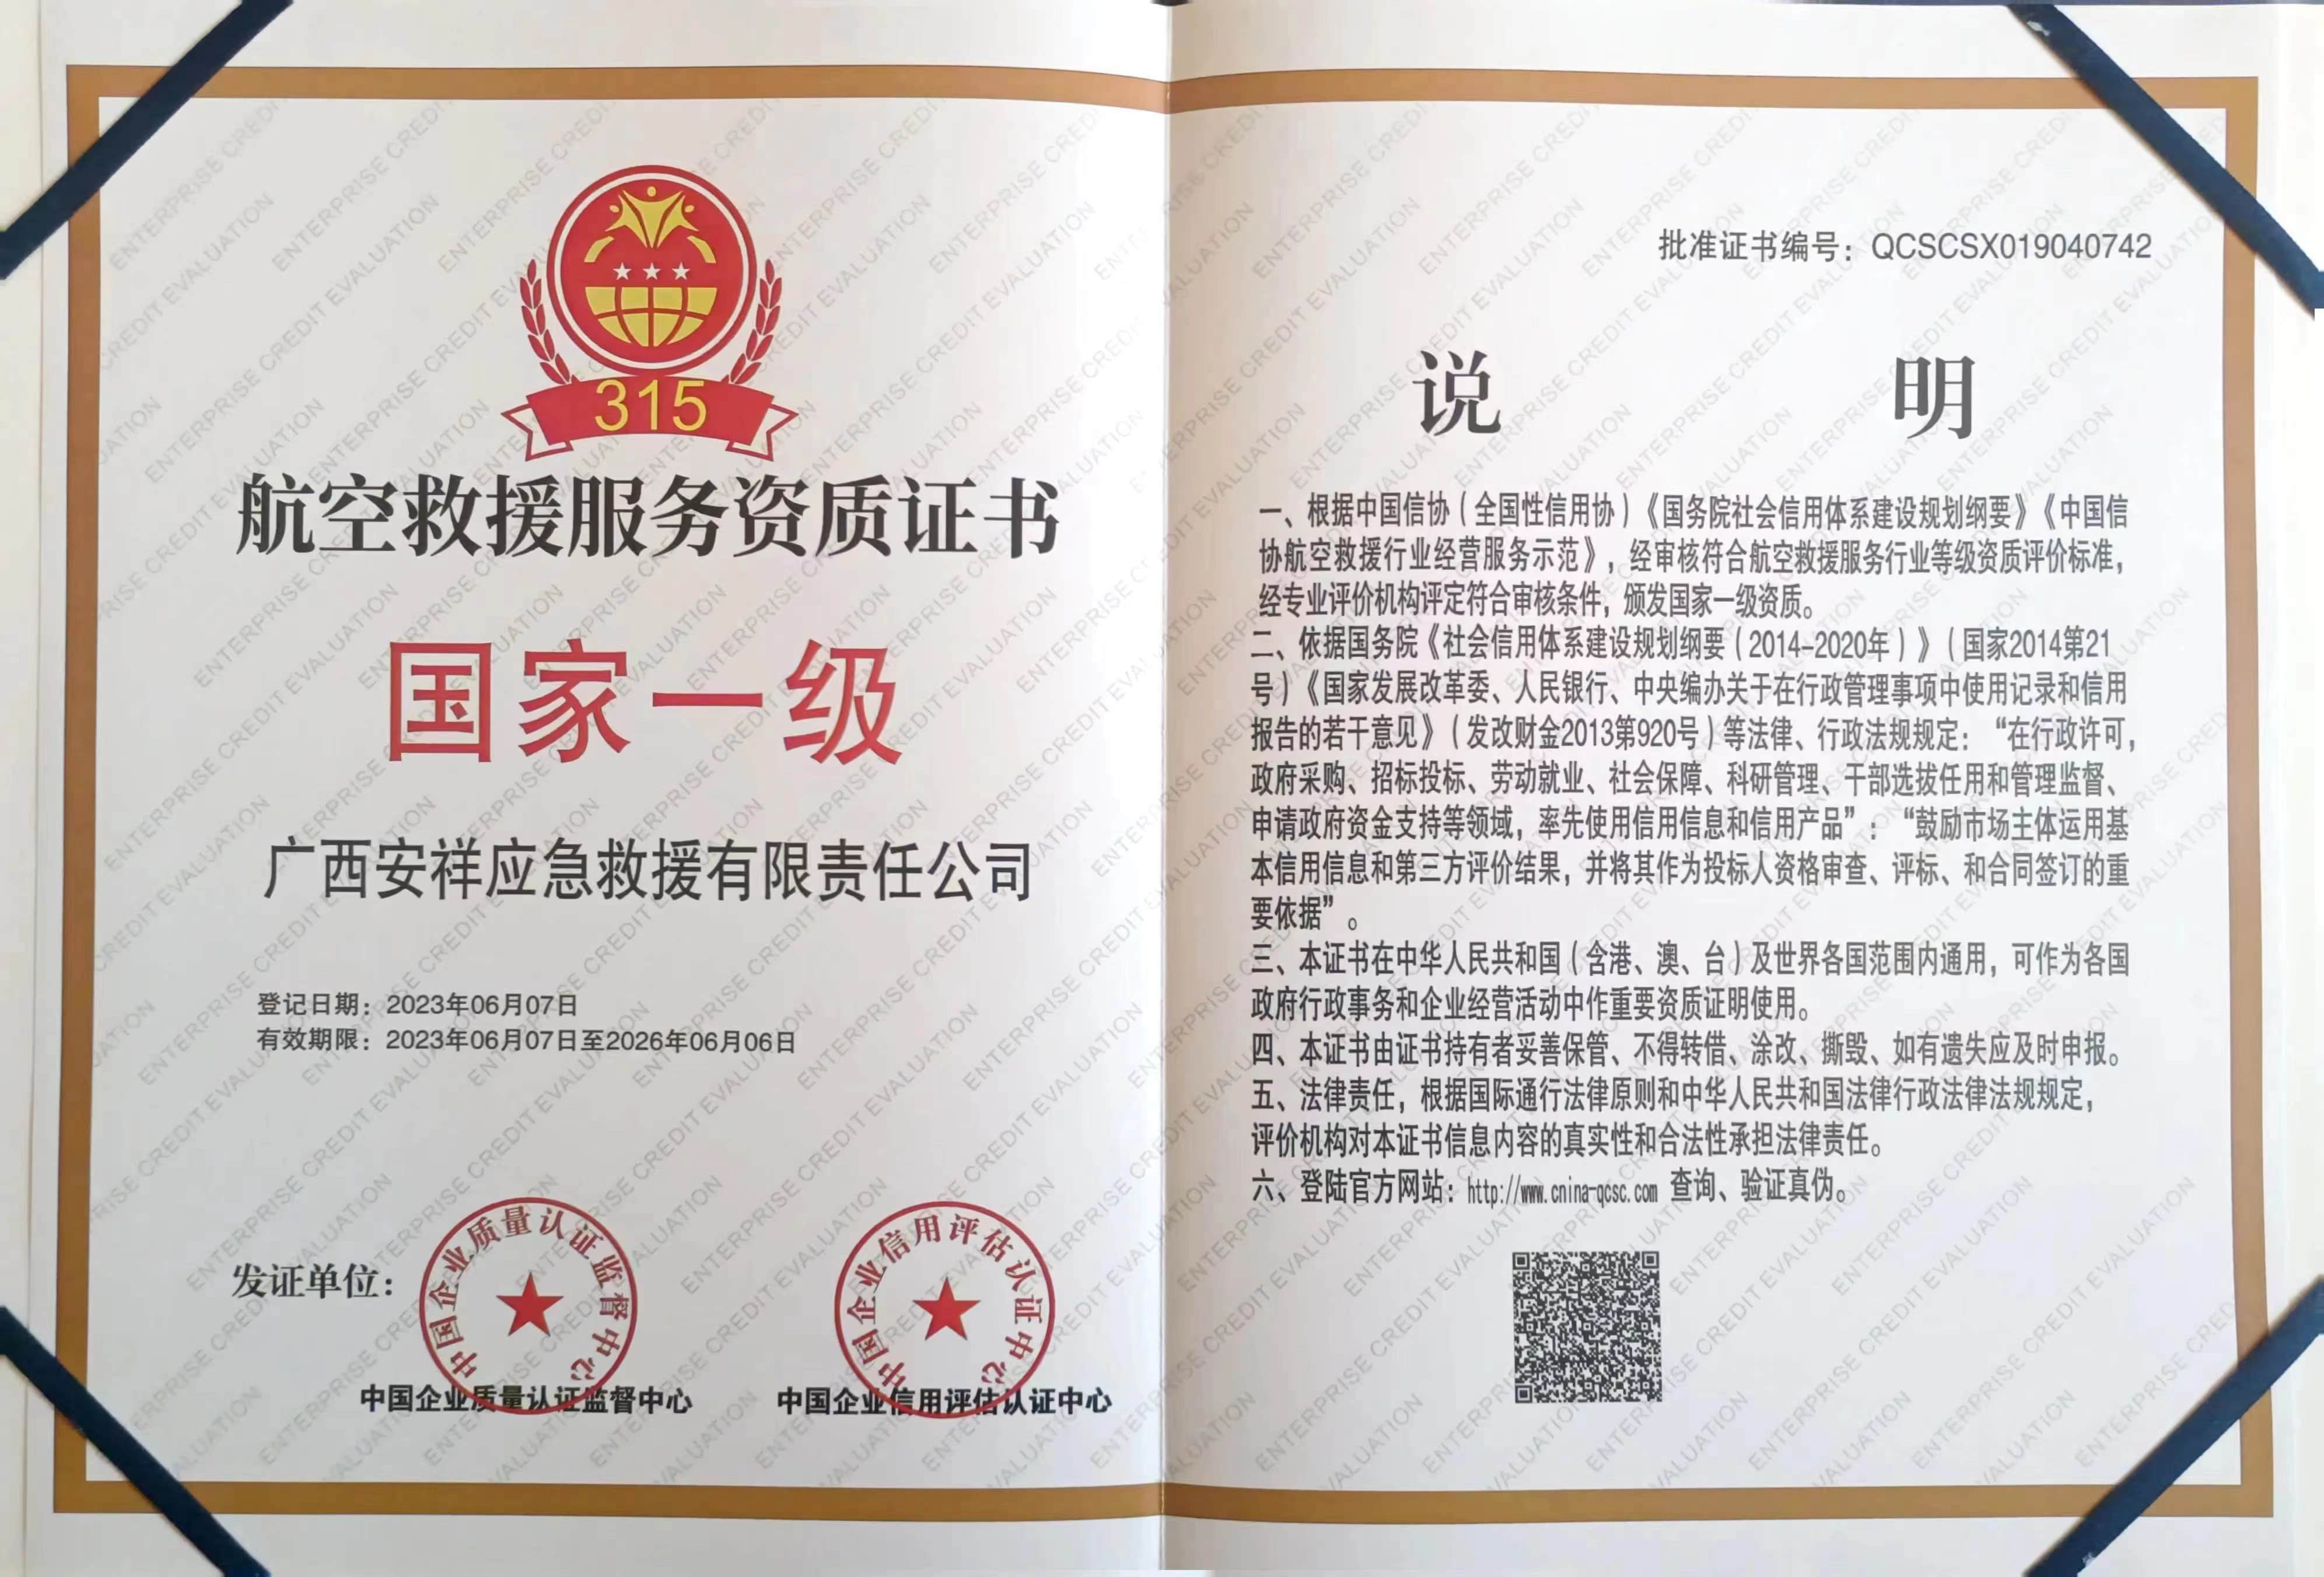 315
航空救援服务资质证书
国家一级
广西安祥应急救援有限责任公司
登记日期：2023年06月07日
有效期限：2023年06月07日至2026年06月06日
发证单位：
中国企业质量认证监督中心
中国企业质量认证监督中心
中国企业信用评估认证中心
中国企业信用评估认证中心
批准证书编号：QCSCSX019040742
说 明
一、根据中国信协（全国性信用协）《国务院社会信用体系建设规划纲要》《中国信
协航空救援行业经营服务示范》，经审核符合航空救援服务行业等级资质评价标准，
经专业评价机构评定符合审核条件，颁发国家一级资质。
二、依据国务院《社会信用体系建设规划纲要（2014-2020年）》（国家2014第21
号）《国家发展改革委、人民银行、中央编办关于在行政管理事项中使用记录和信用
报告的若干意见》（发改财金2013第920号）等法律、行政法规规定：“在行政许可，
政府采购、招标投标、劳动就业、社会保障、科研管理、干部选拔任用和管理监督、
申请政府资金支持等领域，率先使用信用信息和信用产品”；“鼓励市场主体运用基
本信用信息和第三方评价结果，并将其作为投标人资格审查、评标、和合同签订的重
要依据”。
三、本证书在中华人民共和国（含港、澳、台）及世界各国范围内通用，可作为各国
政府行政事务和企业经营活动中作重要资质证明使用。
四、本证书由证书持有者妥善保管、不得转借、涂改、撕毁、如有遗失应及时申报。
五、法律责任，根据国际通行法律原则和中华人民共和国法律行政法律法规规定，
评价机构对本证书信息内容的真实性和合法性承担法律责任。
六、登陆官方网站：http://www.cnina-qcsc.com 查询、验证真伪。
ENTERPRISE CREDIT EVALUATION